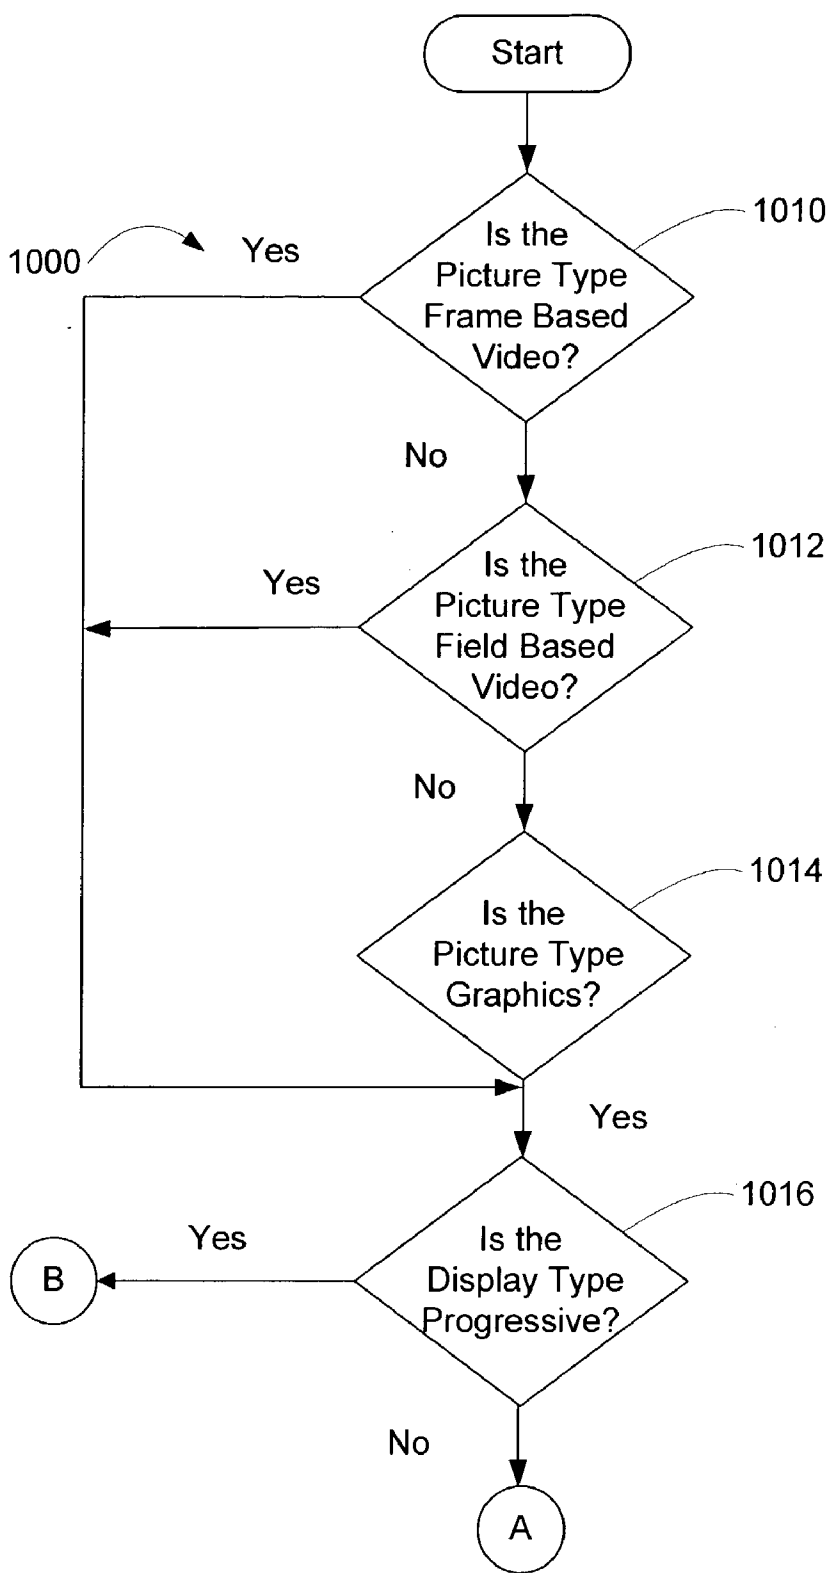 Start
1010
Is the
Picture Type
Frame Based
Video?
1000
Yes
No
1012
Is the
Picture Type
Field Based
Video?
Yes
No
1014
Is the
Picture Type
Graphics?
Yes
1016
Is the
Display Type
Progressive?
Yes
B
No
A